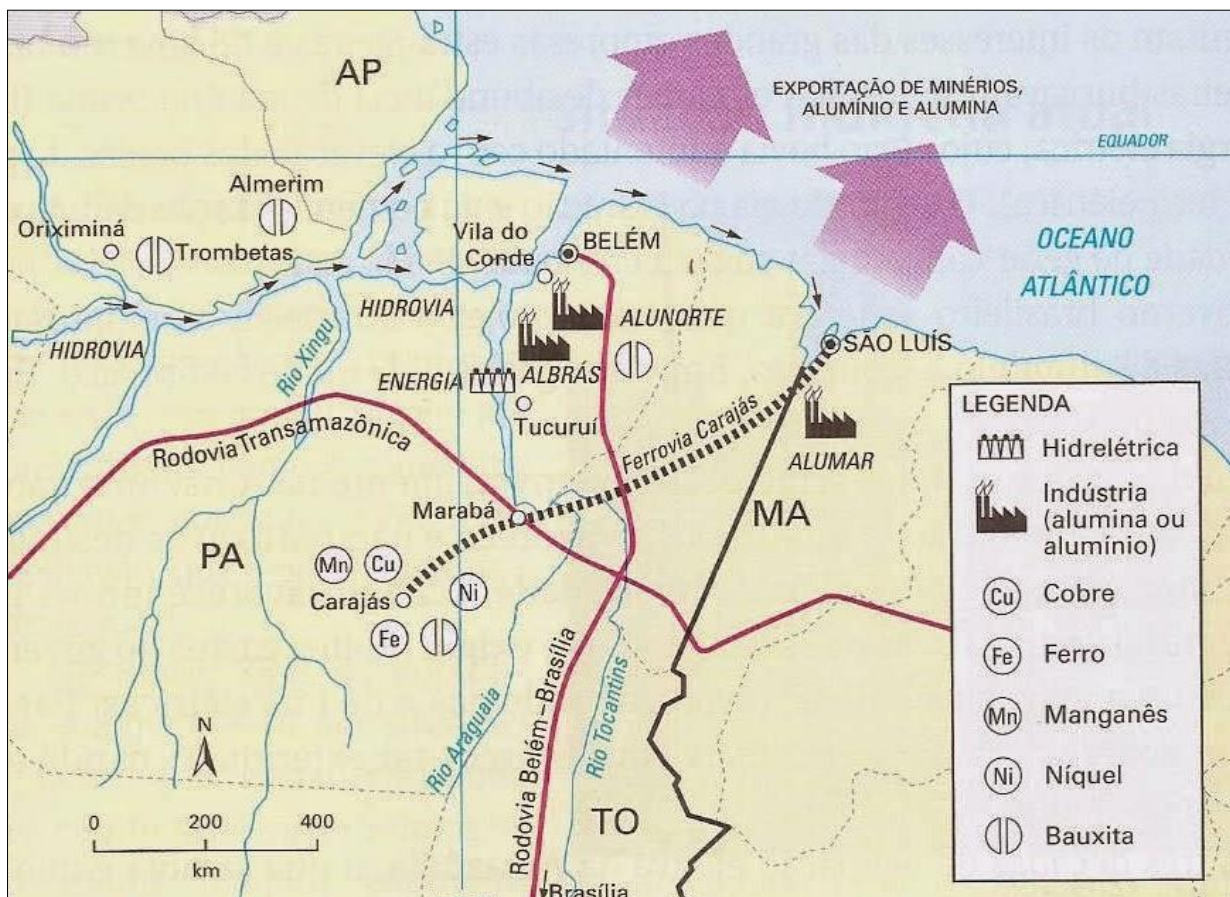 AP
EXPORTAÇÃO DE MINÉRIOS,
ALUMÍNIO E ALUMINA
EQUADOR
Almerim
Oriximiná
Trombetas
Vila do
Conde
BELÉM
OCEANO
ATLÂNTICO
HIDROVIA
HIDROVIA
Rio Xingu
ALUNORTE
SÃO LUÍS
ENERGIA
ALBRÁS
Tucuruí
Rodovia Transamazônica
Ferrovia Carajás
ALUMAR
Marabá
MA
PA
Mn
Cu
Ni
Carajás
Fe
Rio Araguaia
Rodovia Belém–Brasília
Rio Tocantins
TO
N
0 200 400
km
Brasília
LEGENDA
Hidrelétrica
Indústria
(alumina ou
alumínio)
Cu Cobre
Fe Ferro
Mn Manganês
Ni Níquel
Bauxita